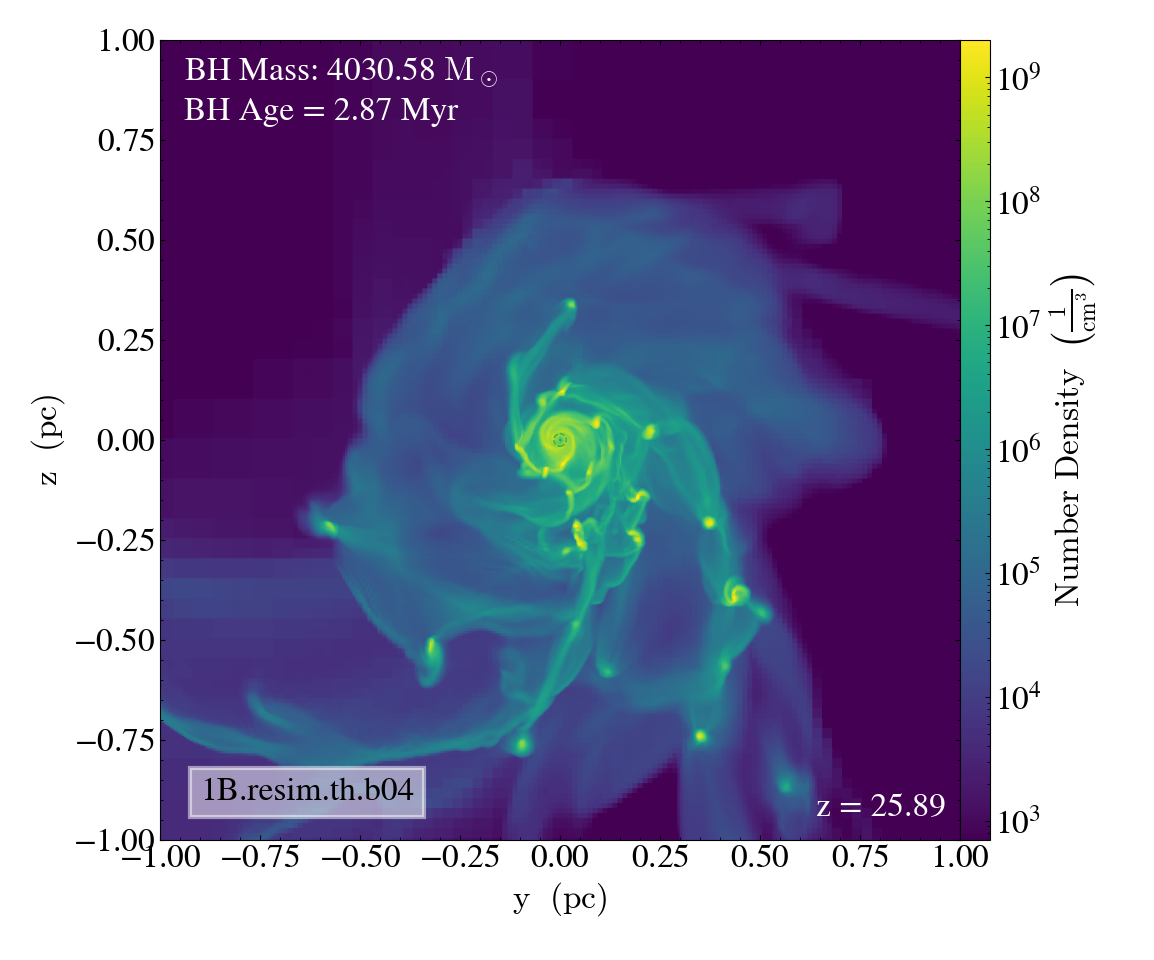 BH Mass: 4030.58 M☉
BH Age = 2.87 Myr
1.00
0.75
0.50
0.25
0.00
−0.25
−0.50
−0.75
−1.00
z (pc)
1B.resim.th.b04
z = 25.89
−1.00 −0.75 −0.50 −0.25 0.00 0.25 0.50 0.75 1.00
y (pc)
10⁹
10⁸
10⁷
10⁶
10⁵
10⁴
10³
Number Density (1/cm³)